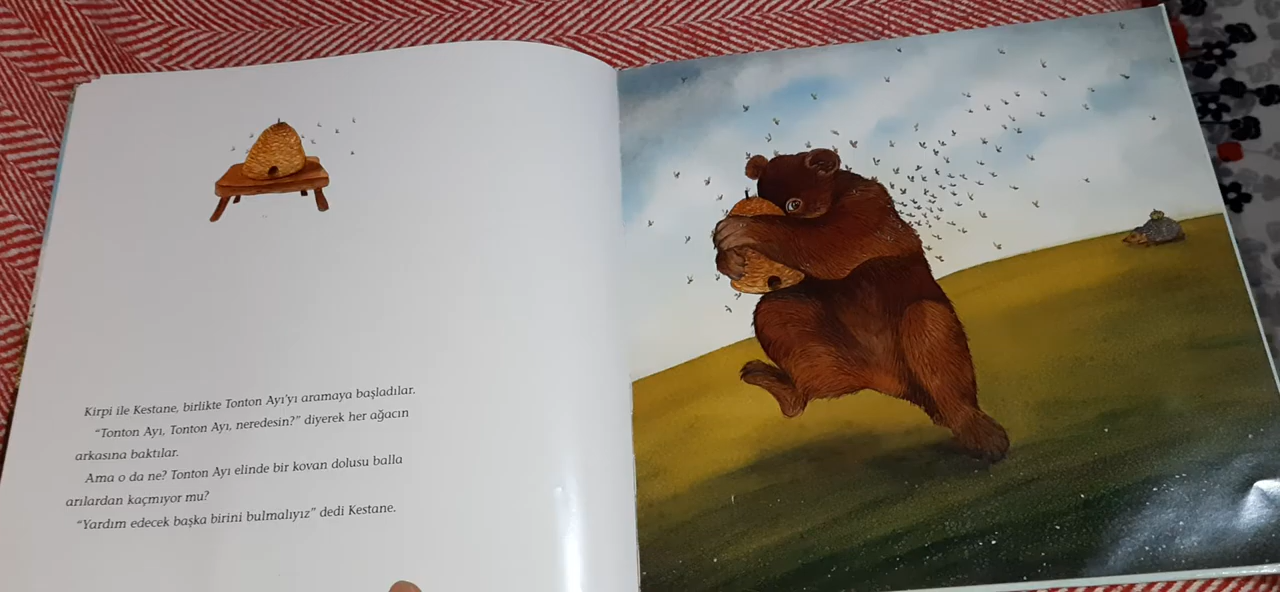 Kirpi ile Kestane, birlikte Tonton Ayı'yı aramaya başladılar.
“Tonton Ayı, Tonton Ayı, neredesin?” diyerek her ağacın
arkasına baktılar.
Ama o da ne? Tonton Ayı elinde bir kovan dolusu balla
arılardan kaçmıyor mu?
“Yardım edecek başka birini bulmalıyız” dedi Kestane.